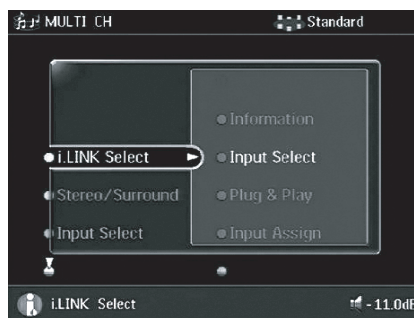 MULTI CH
Standard
Information
i.LINK Select
Input Select
Stereo/Surround
Plug & Play
Input Select
Input Assign
i.LINK Select
-11.0dB